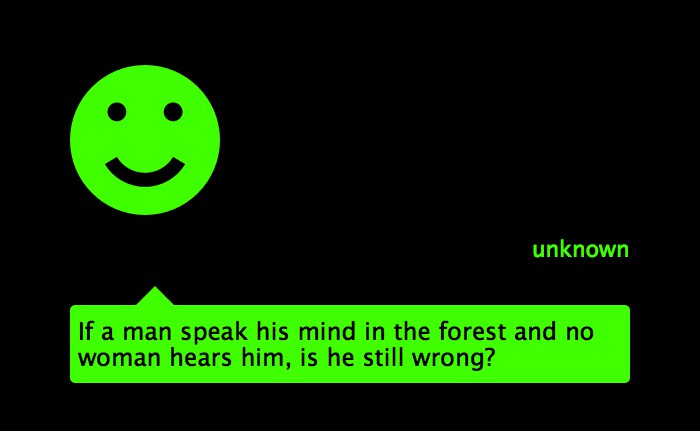 unknown
If a man speak his mind in the forest and no
woman hears him, is he still wrong?